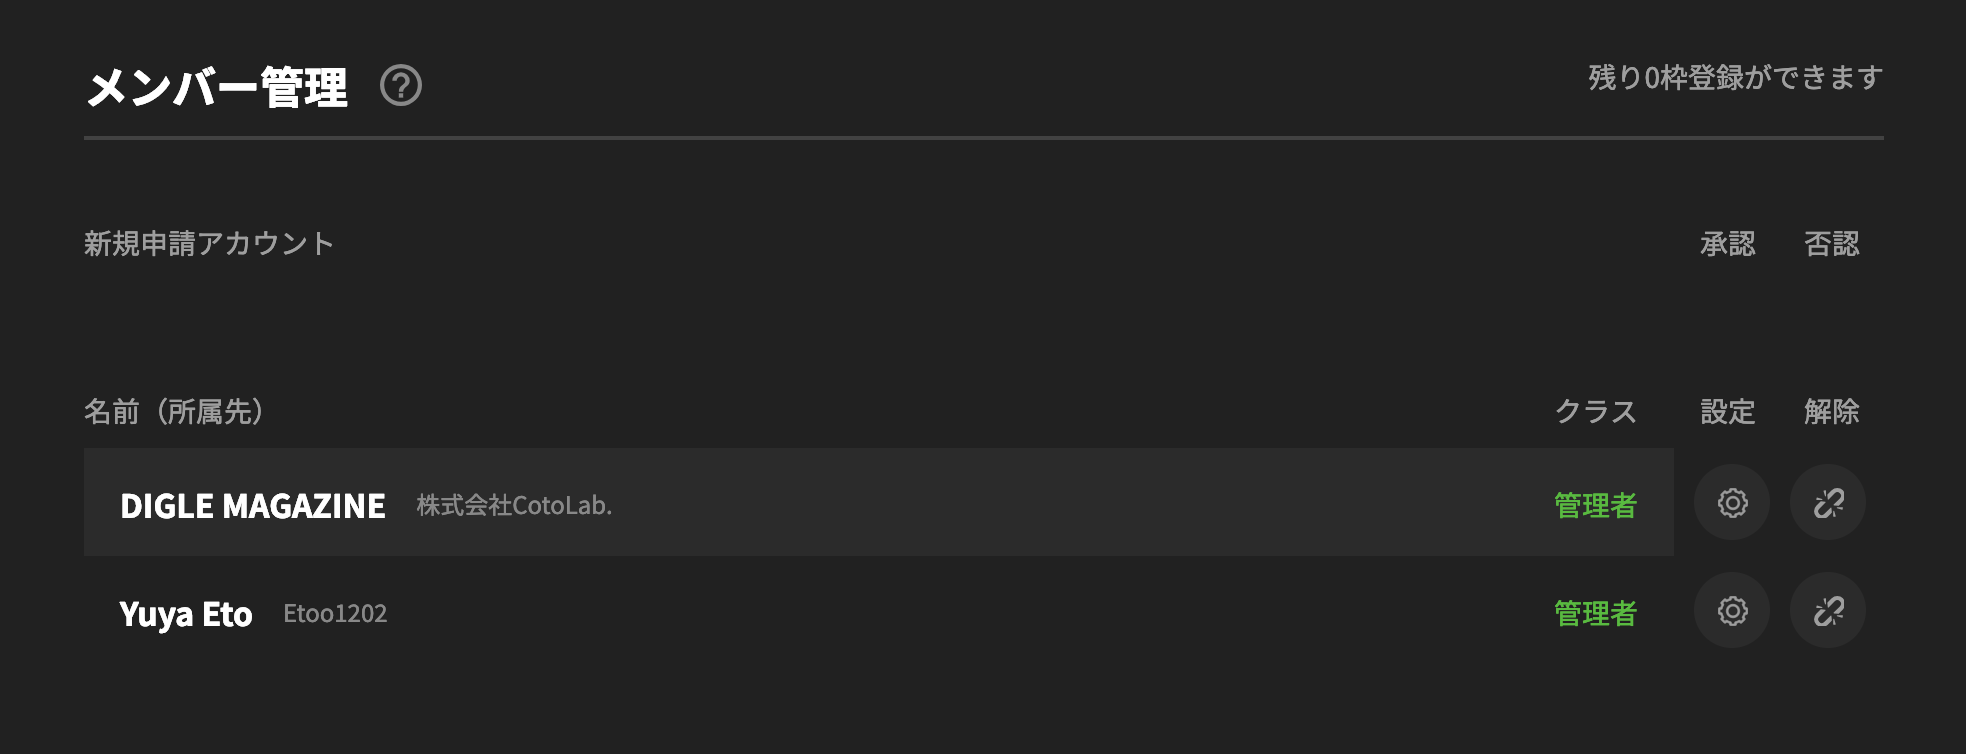 メンバー管理 ?
残り0枠登録ができます
新規申請アカウント 承認 否認
名前（所属先） クラス 設定 解除
DIGLE MAGAZINE 株式会社CotoLab. 管理者
Yuya Eto Etoo1202 管理者